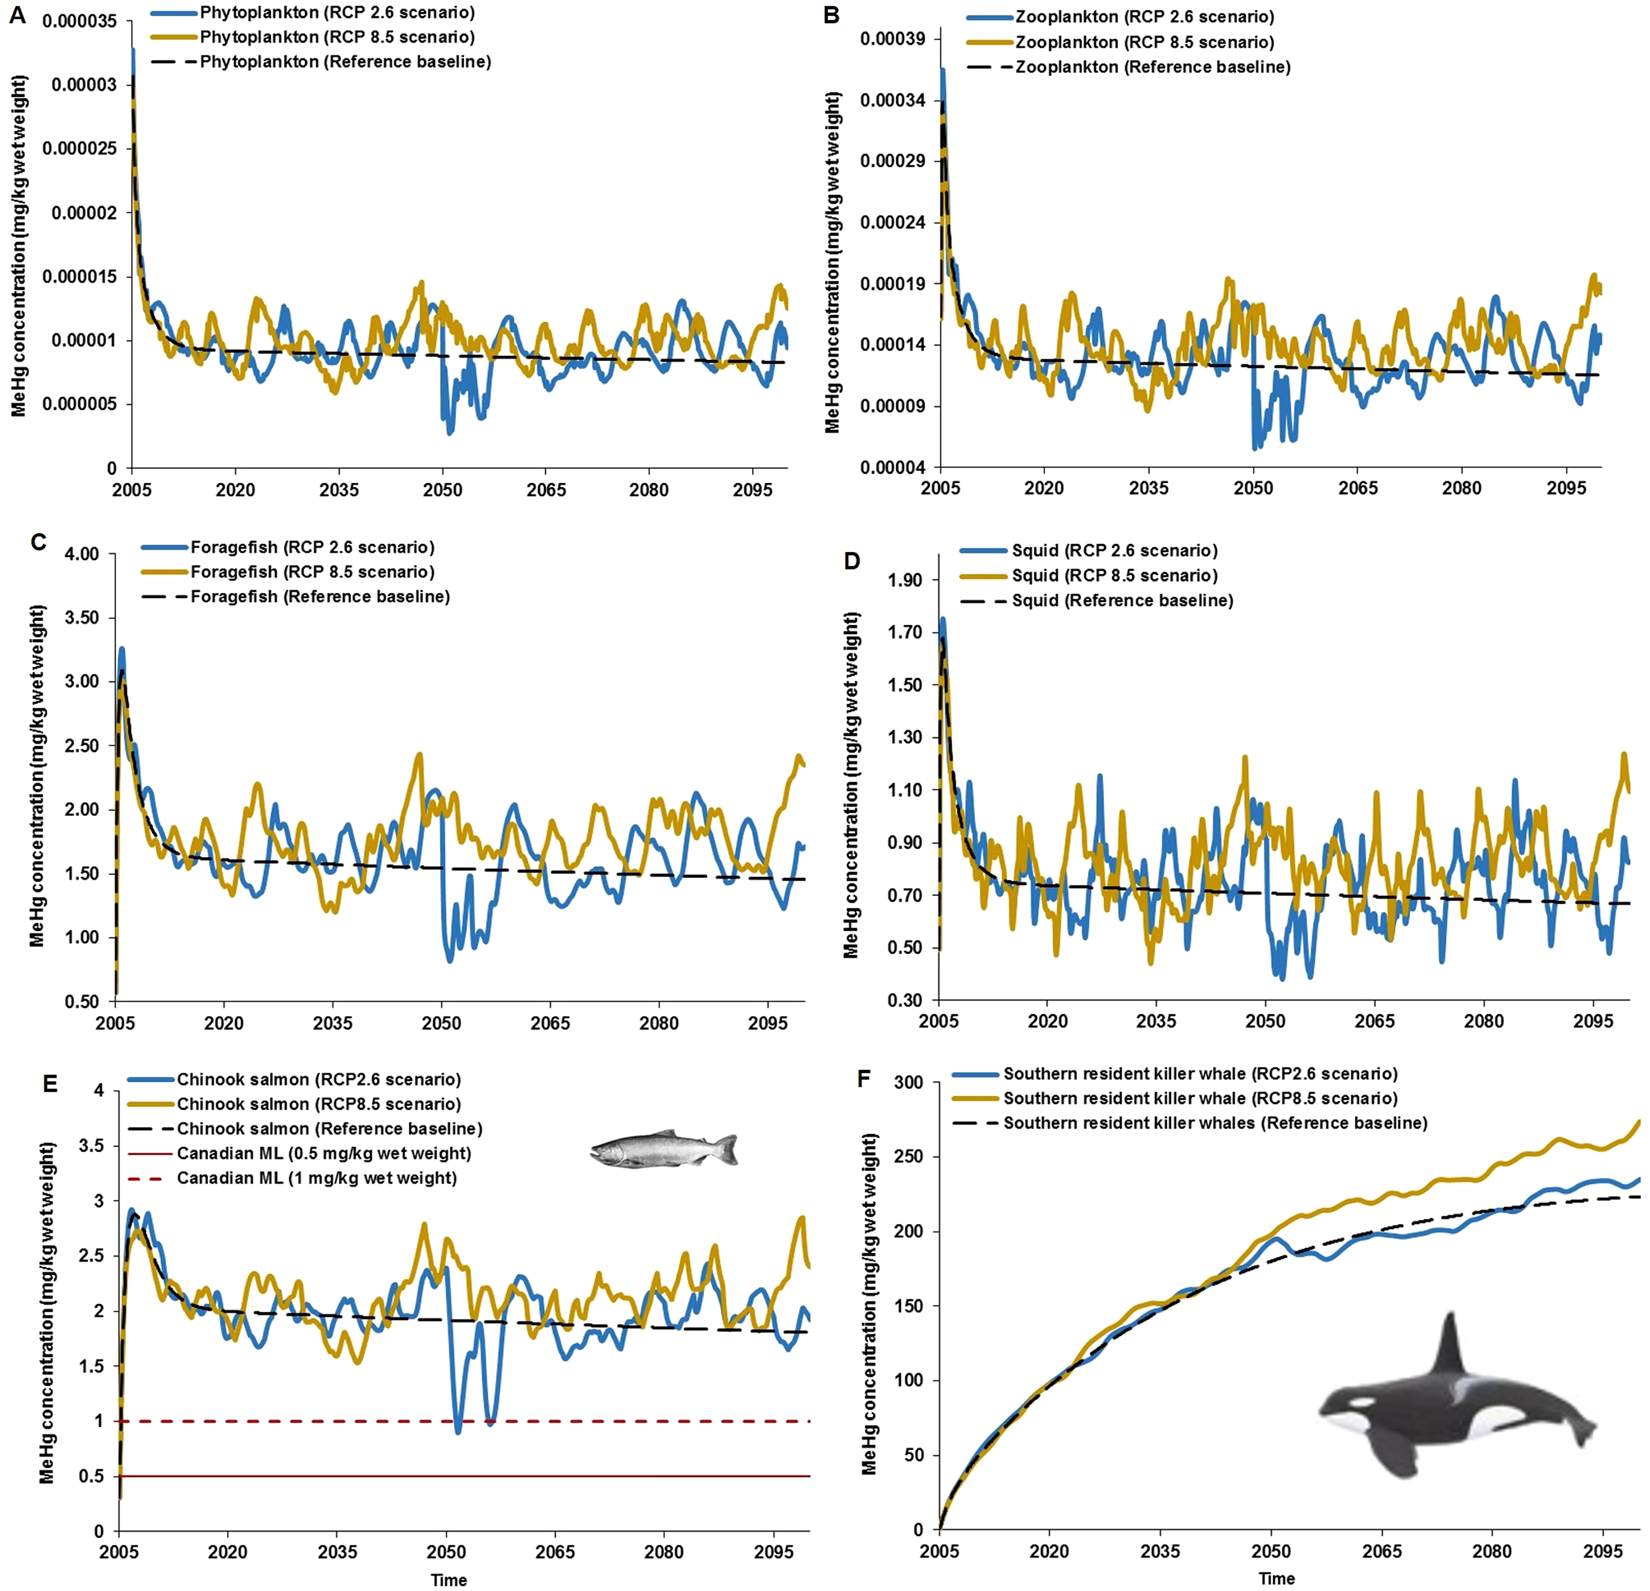 A
Phytoplankton (RCP 2.6 scenario)
Phytoplankton (RCP 8.5 scenario)
Phytoplankton (Reference baseline)
MeHg concentration (mg/kg wet weight)
0.000035
0.00003
0.000025
0.00002
0.000015
0.00001
0.000005
0
2005 2020 2035 2050 2065 2080 2095
B
Zooplankton (RCP 2.6 scenario)
Zooplankton (RCP 8.5 scenario)
Zooplankton (Reference baseline)
MeHg concentration (mg/kg wet weight)
0.00039
0.00034
0.00029
0.00024
0.00019
0.00014
0.00009
0.00004
2005 2020 2035 2050 2065 2080 2095
C
Foragefish (RCP 2.6 scenario)
Foragefish (RCP 8.5 scenario)
Foragefish (Reference baseline)
MeHg concentration (mg/kg wet weight)
4.00
3.50
3.00
2.50
2.00
1.50
1.00
0.50
2005 2020 2035 2050 2065 2080 2095
D
Squid (RCP 2.6 scenario)
Squid (RCP 8.5 scenario)
Squid (Reference baseline)
MeHg concentration (mg/kg wet weight)
1.90
1.70
1.50
1.30
1.10
0.90
0.70
0.50
0.30
2005 2020 2035 2050 2065 2080 2095
E
Chinook salmon (RCP2.6 scenario)
Chinook salmon (RCP8.5 scenario)
Chinook salmon (Reference baseline)
Canadian ML (0.5 mg/kg wet weight)
Canadian ML (1 mg/kg wet weight)
MeHg concentration (mg/kg wet weight)
4
3.5
3
2.5
2
1.5
1
0.5
0
2005 2020 2035 2050 2065 2080 2095
Time
F
Southern resident killer whale (RCP2.6 scenario)
Southern resident killer whale (RCP8.5 scenario)
Southern resident killer whales (Reference baseline)
MeHg concentration (mg/kg wet weight)
300
250
200
150
100
50
0
2005 2020 2035 2050 2065 2080 2095
Time